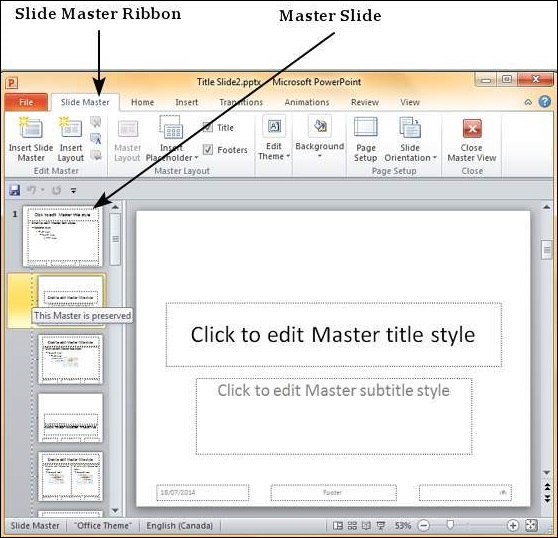 Slide Master Ribbon
Master Slide
Title Slide2.pptx - Microsoft PowerPoint
File Slide Master Home Insert Transitions Animations Review View
Insert Slide Master
Insert Layout
Master Layout
Insert Placeholder
Title
Footers
Edit Theme
Background
Page Setup
Slide Orientation
Close Master View
Edit Master Master Layout Page Setup Close
1
Click to edit Master title style
This Master is preserved
Click to edit Master title style
Click to edit Master subtitle style
18/07/2014 Footer
Slide Master "Office Theme" English (Canada) 53%